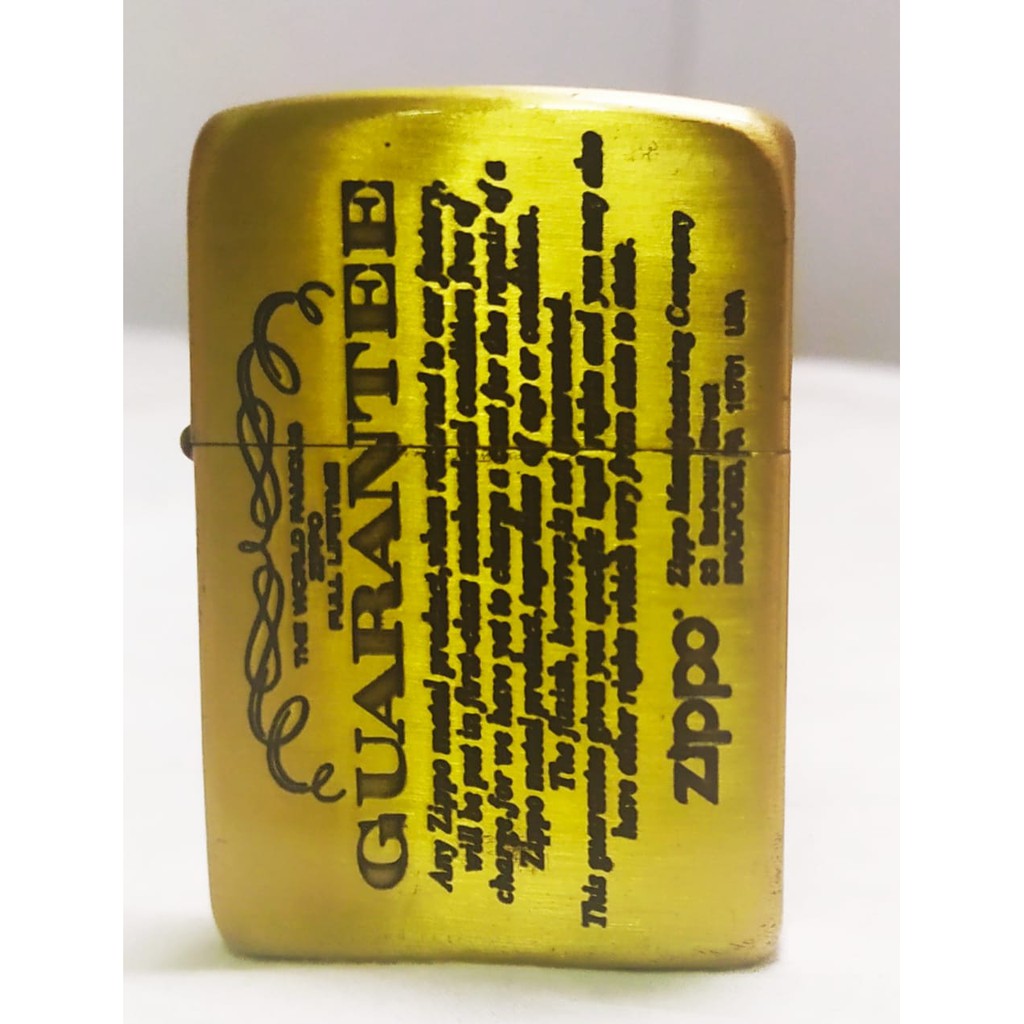 THE WORLD FAMOUS
ZIPPO
FULL LIFETIME
GUARANTEE
Any Zippo metal product, when returned to our factory,
will be put in first-class mechanical condition free of
charge, for we have yet to charge a cent for the repair of a
Zippo metal product, regardless of age or condition.
The finish, however, is not guaranteed.
This guarantee gives you specific legal rights and you may also
have other rights which vary from state to state.
Zippo
Zippo Manufacturing Company
33 Barbour Street
BRADFORD, PA 16701 USA